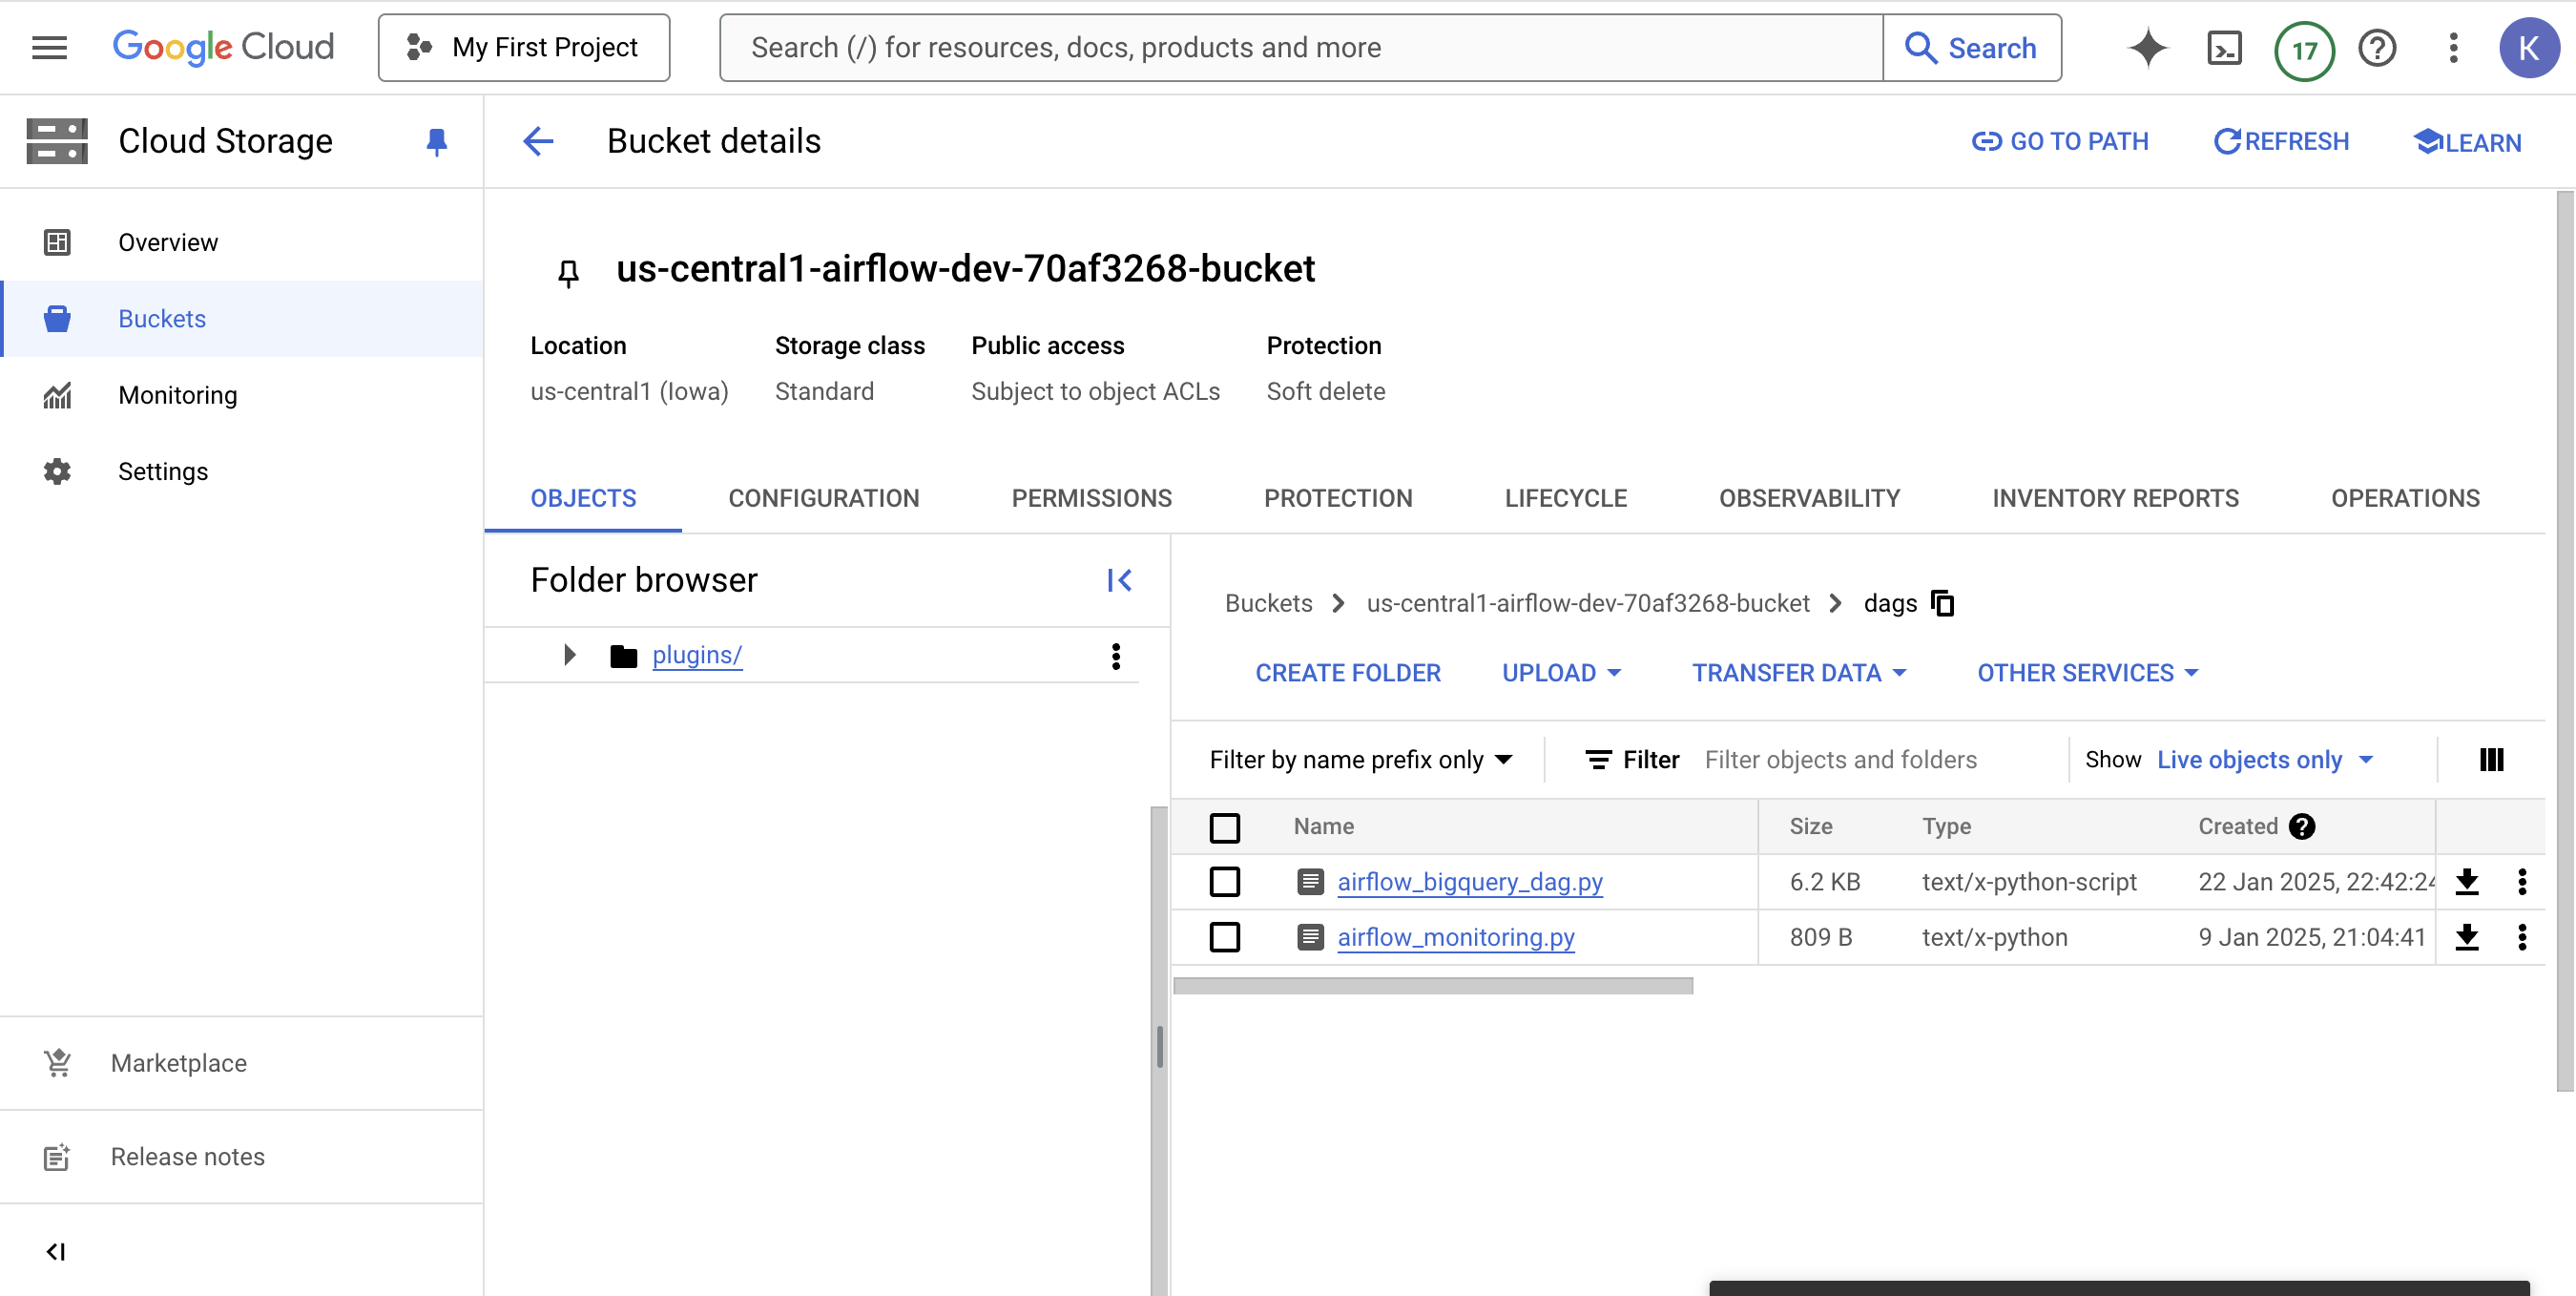 Google Cloud
My First Project
Search (/) for resources, docs, products and more
Search
17
K
Cloud Storage
Bucket details
GO TO PATH
REFRESH
LEARN
Overview
Buckets
Monitoring
Settings
Marketplace
Release notes
us-central1-airflow-dev-70af3268-bucket
Location Storage class Public access Protection
us-central1 (Iowa) Standard Subject to object ACLs Soft delete
OBJECTS CONFIGURATION PERMISSIONS PROTECTION LIFECYCLE OBSERVABILITY INVENTORY REPORTS OPERATIONS
Folder browser
plugins/
Buckets us-central1-airflow-dev-70af3268-bucket dags
CREATE FOLDER UPLOAD TRANSFER DATA OTHER SERVICES
Filter by name prefix only Filter Filter objects and folders Show Live objects only
Name Size Type Created
airflow_bigquery_dag.py 6.2 KB text/x-python-script 22 Jan 2025, 22:42:24
airflow_monitoring.py 809 B text/x-python 9 Jan 2025, 21:04:41